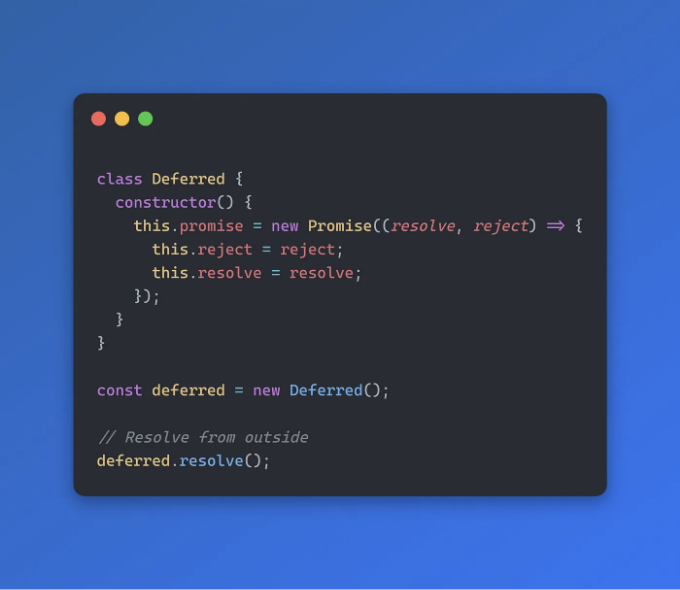 class Deferred {
  constructor() {
    this.promise = new Promise((resolve, reject) => {
      this.reject = reject;
      this.resolve = resolve;
    });
  }
}

const deferred = new Deferred();

// Resolve from outside
deferred.resolve();